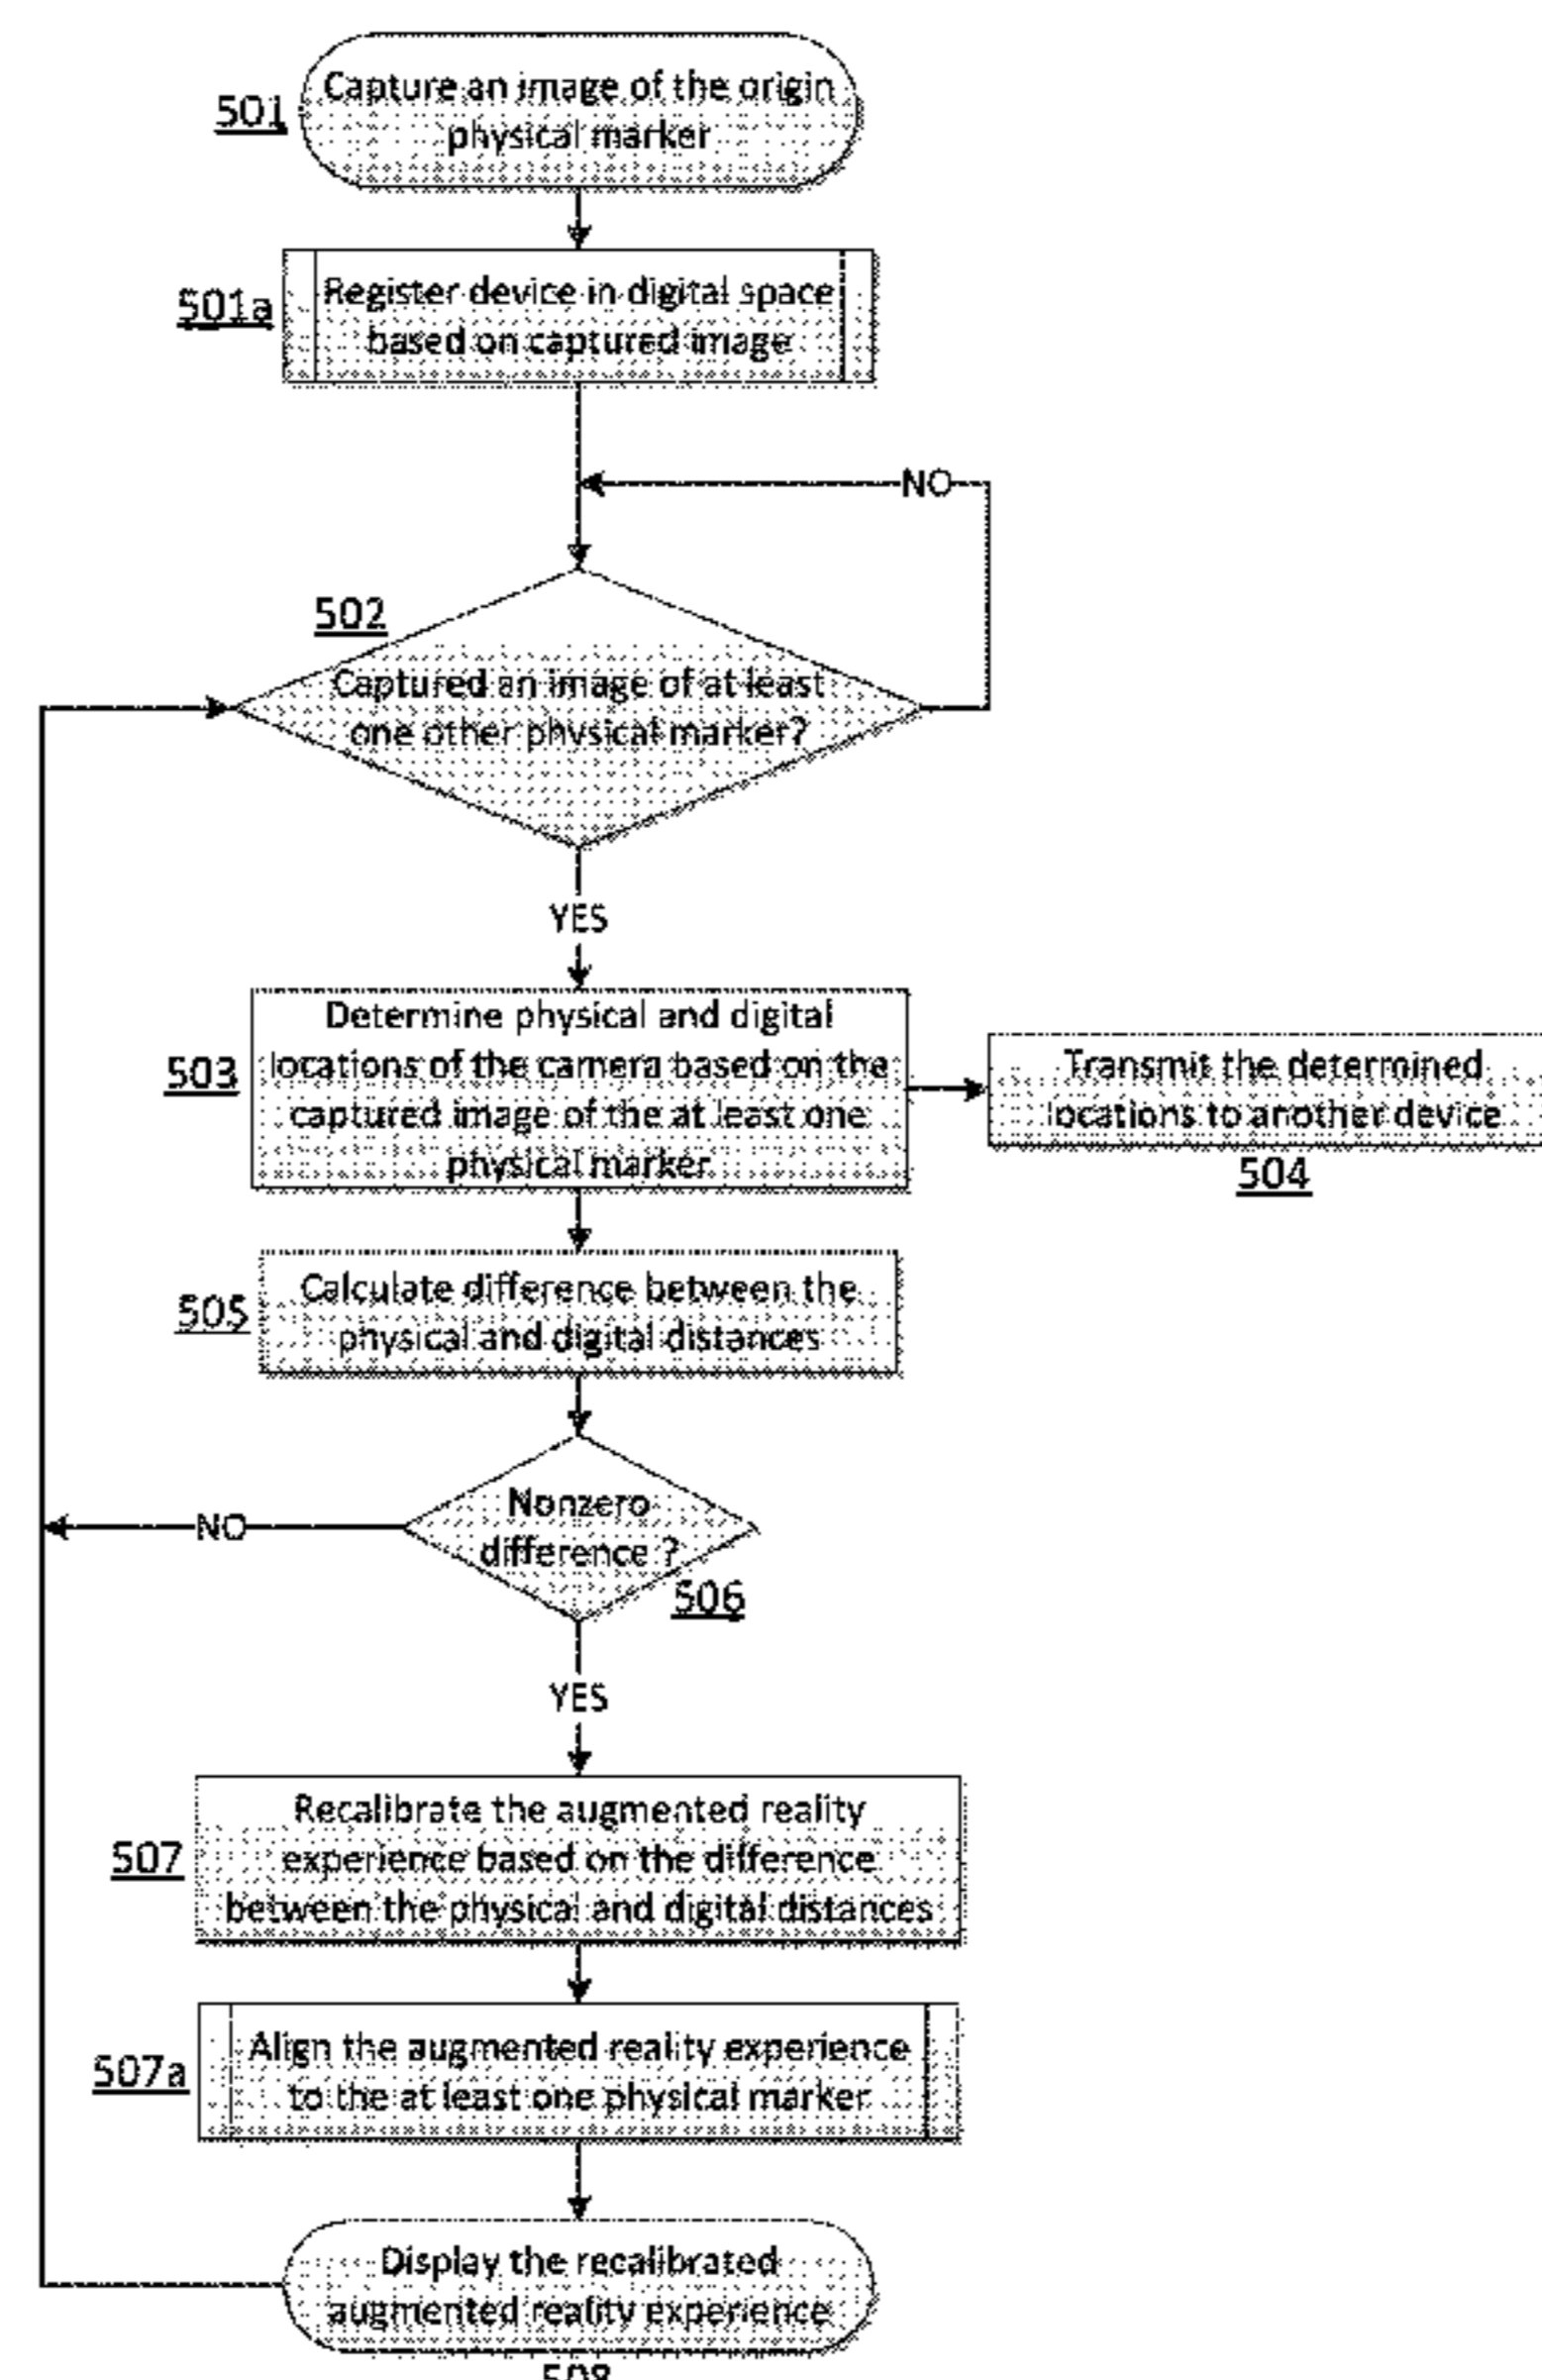 501
Capture an image of the origin
physical marker
501a
Register device in digital space
based on captured image
NO
502
Captured an image of at least
one other physical marker?
YES
503
Determine physical and digital
locations of the camera based on the
captured image of the at least one
physical marker
Transmit the determined
locations to another device
504
505
Calculate difference between the
physical and digital distances
Nonzero
difference ?
506
NO
YES
507
Recalibrate the augmented reality
experience based on the difference
between the physical and digital distances
507a
Align the augmented reality experience
to the at least one physical marker
Display the recalibrated
augmented reality experience
508